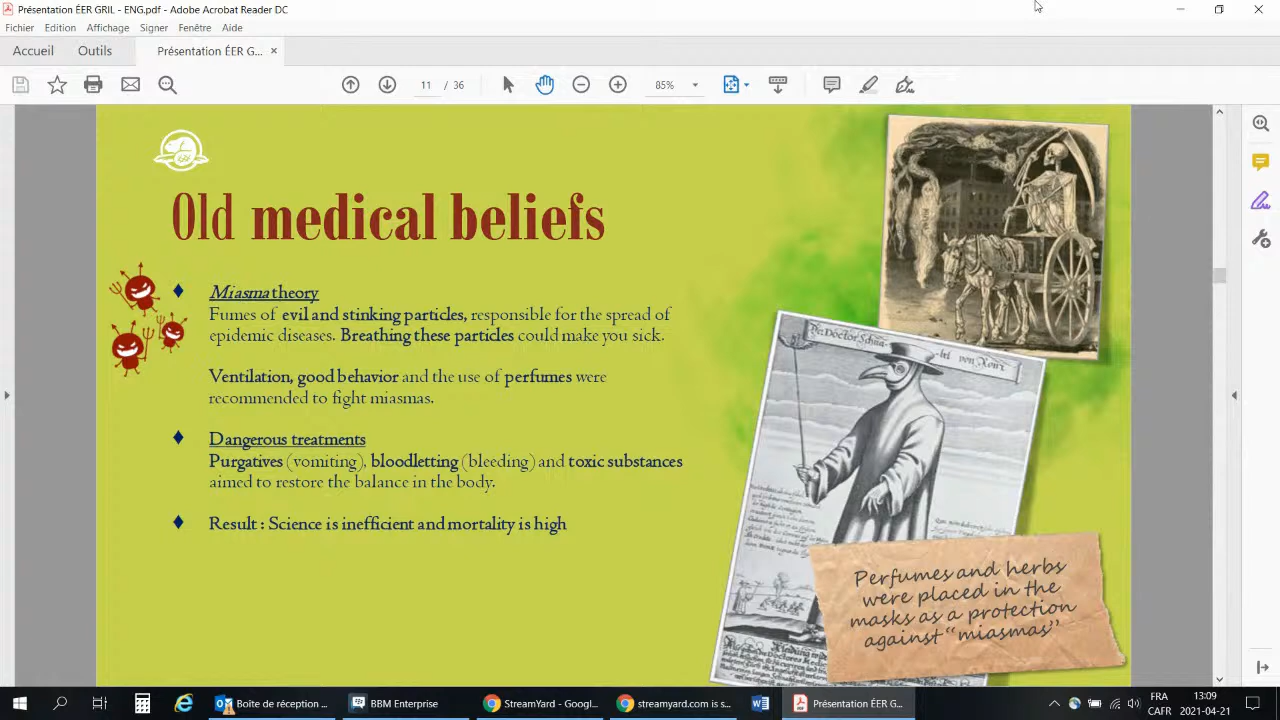 Présentation ÉER GRIL - ENG.pdf - Adobe Acrobat Reader DC
Fichier Edition Affichage Signer Fenêtre Aide
Accueil Outils Présentation ÉER G... ×
11 / 36 85%
Old medical beliefs
Miasma theory
Fumes of evil and stinking particles, responsible for the spread of
epidemic diseases. Breathing these particles could make you sick.
Ventilation, good behavior and the use of perfumes were
recommended to fight miasmas.
Dangerous treatments
Purgatives (vomiting), bloodletting (bleeding) and toxic substances
aimed to restore the balance in the body.
Result : Science is inefficient and mortality is high
Perfumes and herbs
were placed in the
masks as a protection
against "miasmas"
Boîte de réception ... BBM Enterprise StreamYard - Googl... streamyard.com is s... Présentation ÉER G...
FRA 13:09
CAFR 2021-04-21